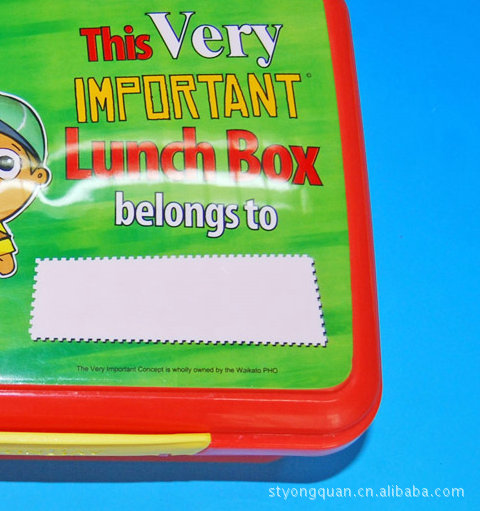 This Very
IMPORTANT©
Lunch Box
belongs to
The Very Important Concept is wholly owned by the Waikato PHO
styongquan.cn.alibaba.com